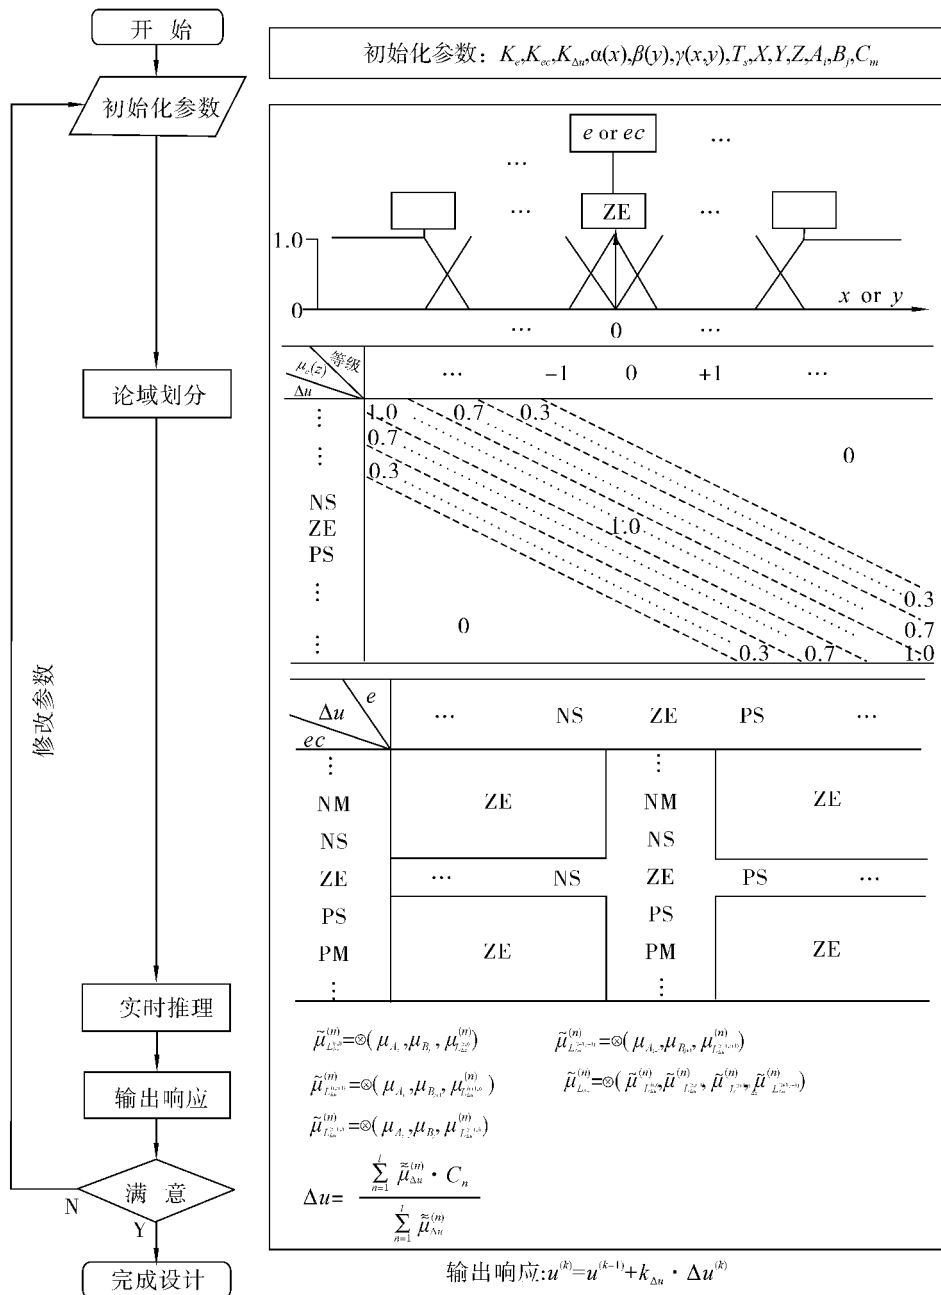 开 始
初始化参数
论域划分
实时推理
输出响应
满 意
N
Y
完成设计
修改参数
初始化参数: K_e,K_ec,K_Δu,α(x),β(y),γ(x,y),T_s,X,Y,Z,A_i,B_j,C_m
e or ec
… …
… ZE …
1.0
0
x or y
… 0 …
等级
μ_c(z)
Δu
… −1 0 +1 …
1.0 0.7 0.3
0.7
0.3
0
NS
ZE
PS
1.0
0
0.3
0.7
0.3 0.7 1.0
Δu e
ec
… NS ZE PS …
⋮ ⋮
NM ZE NM ZE
NS NS
ZE … NS ZE PS …
PS PS
PM ZE PM ZE
⋮ ⋮
Δu= ∑_{n=1}^{l} μ̃_Δu^(n) · C_n
∑_{n=1}^{l} μ̃_Δu^(n)
输出响应:u^(k)=u^(k−1)+k_Δu · Δu^(k)